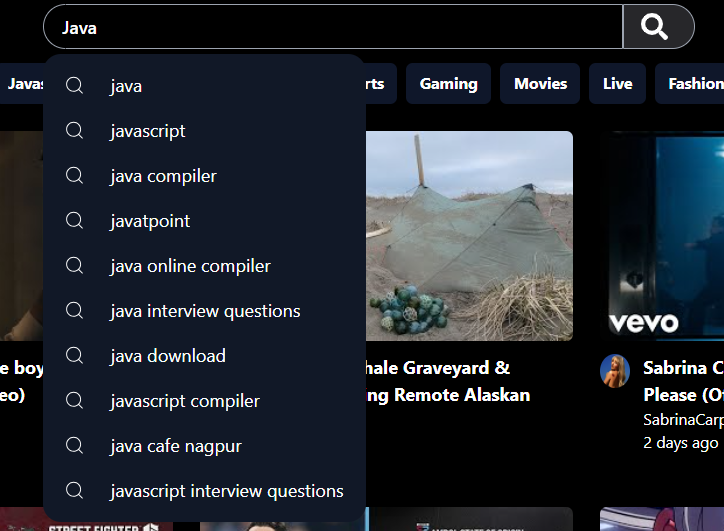 Java
Javas
rts
Gaming
Movies
Live
Fashion
java
javascript
java compiler
javatpoint
java online compiler
java interview questions
java download
javascript compiler
java cafe nagpur
javascript interview questions
vevo
e boy
eo)
hale Graveyard &
ng Remote Alaskan
Sabrina C
Please (Of
SabrinaCarp
2 days ago
STREET FIGHTER 6